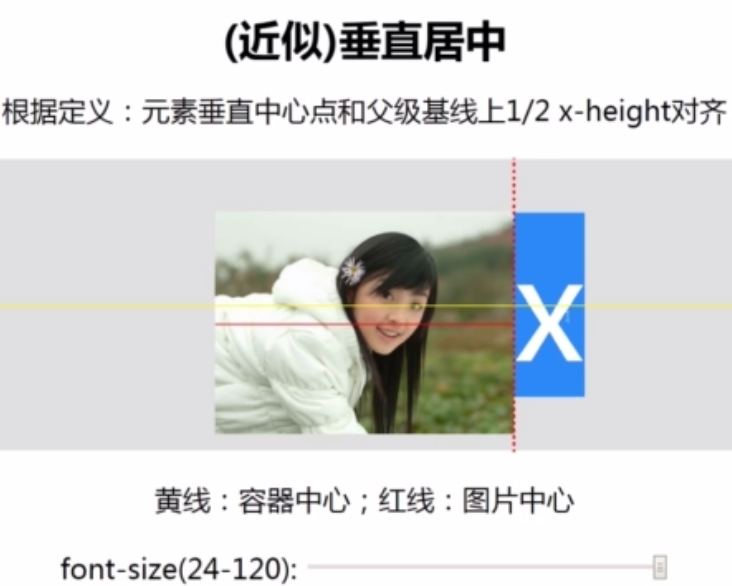 (近似)垂直居中
根据定义：元素垂直中心点和父级基线上1/2 x-height对齐
x
黄线：容器中心；红线：图片中心
font-size(24-120):